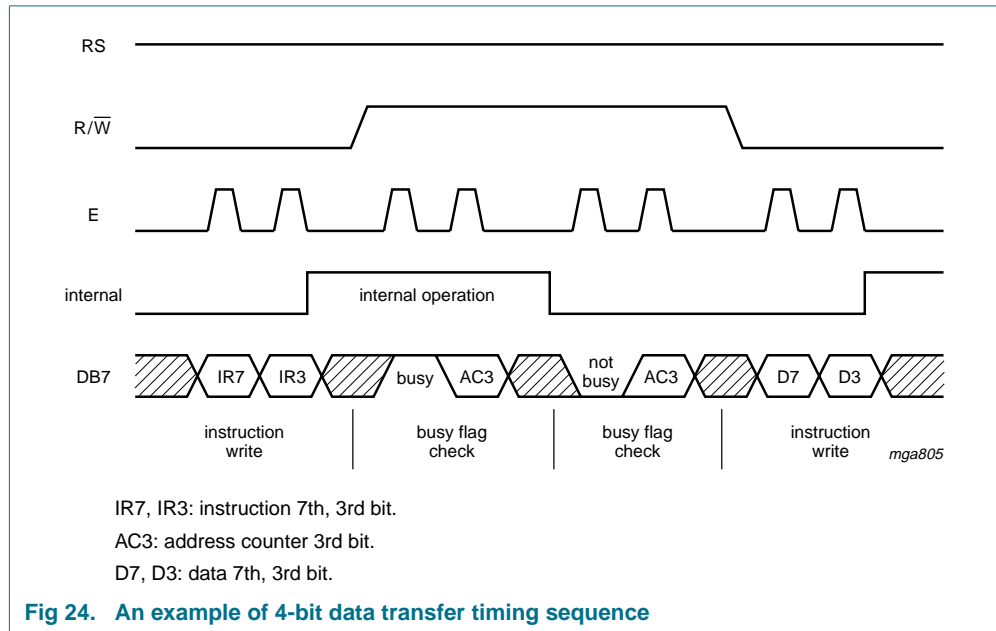 RS
R/W
E
internal
internal operation
DB7
IR7
IR3
busy
AC3
not
busy
AC3
D7
D3
instruction
write
busy flag
check
busy flag
check
instruction
write
mga805
IR7, IR3: instruction 7th, 3rd bit.
AC3: address counter 3rd bit.
D7, D3: data 7th, 3rd bit.
Fig 24. An example of 4-bit data transfer timing sequence